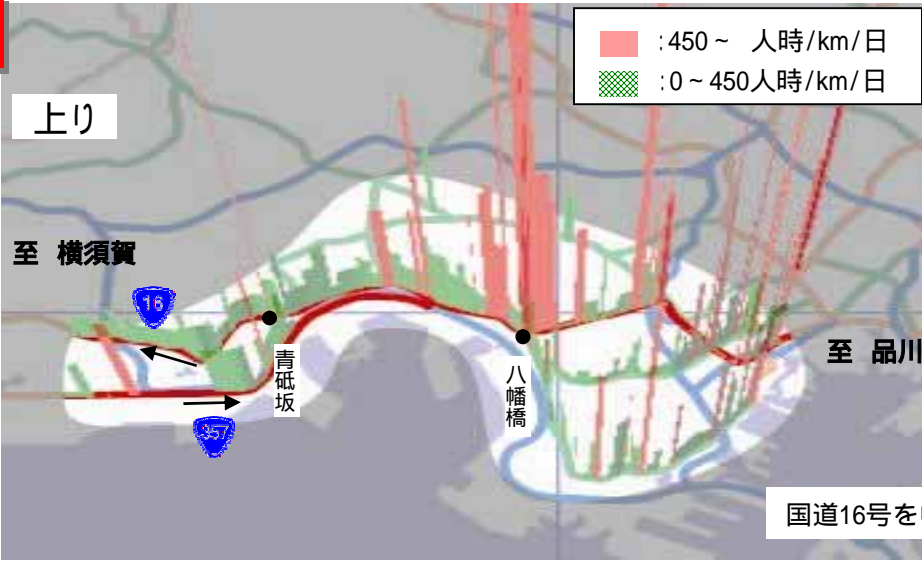 :450～ 人時/km/日
:0～450人時/km/日
上り
至 横須賀
16
青砥坂
八幡橋
至 品川
357
国道16号を